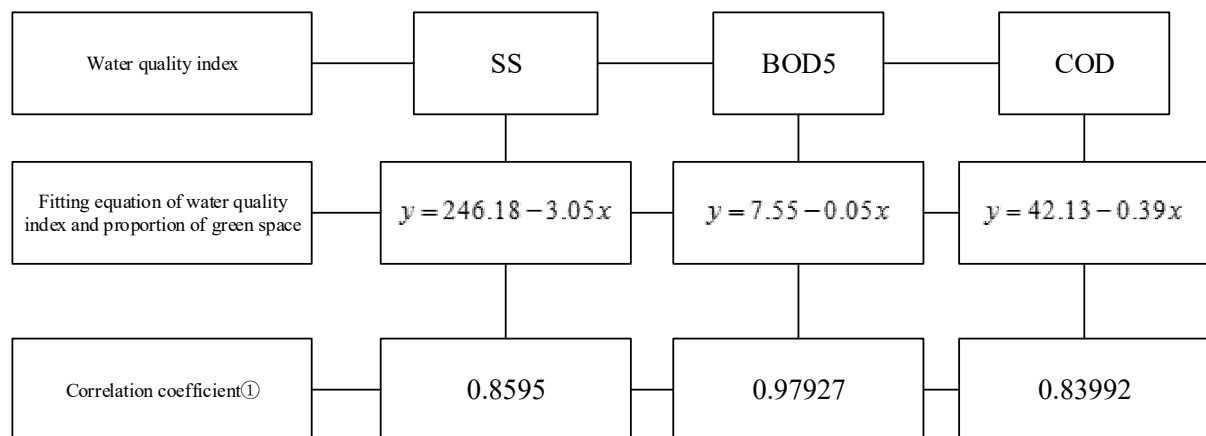 Water quality index
SS
BOD5
COD
Fitting equation of water quality
index and proportion of green space
y = 246.18 − 3.05x
y = 7.55 − 0.05x
y = 42.13 − 0.39x
Correlation coefficient①
0.8595
0.97927
0.83992